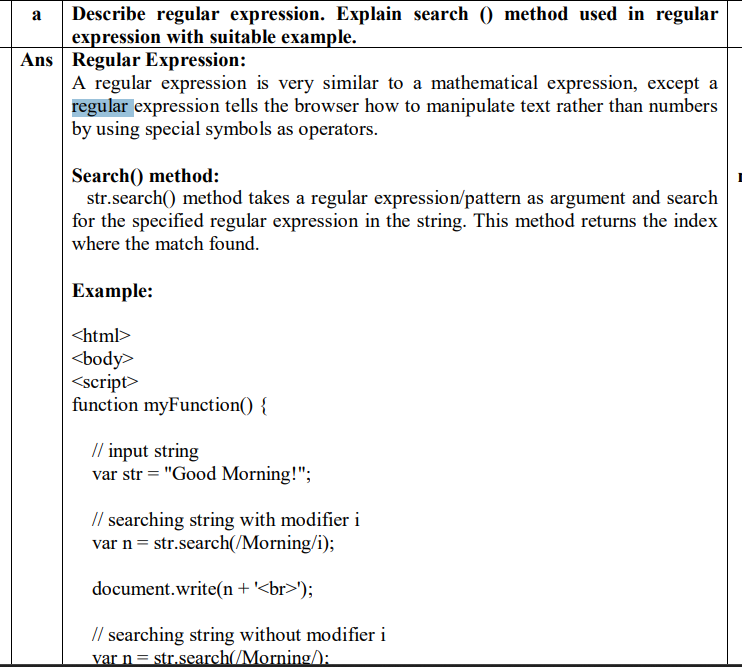 a Describe regular expression. Explain search () method used in regular
expression with suitable example.
Ans Regular Expression:
A regular expression is very similar to a mathematical expression, except a
regular expression tells the browser how to manipulate text rather than numbers
by using special symbols as operators.
Search() method:
str.search() method takes a regular expression/pattern as argument and search
for the specified regular expression in the string. This method returns the index
where the match found.
Example:
<html>
<body>
<script>
function myFunction() {
// input string
var str = "Good Morning!";
// searching string with modifier i
var n = str.search(/Morning/i);
document.write(n + '<br>');
// searching string without modifier i
var n = str.search(/Morning/);